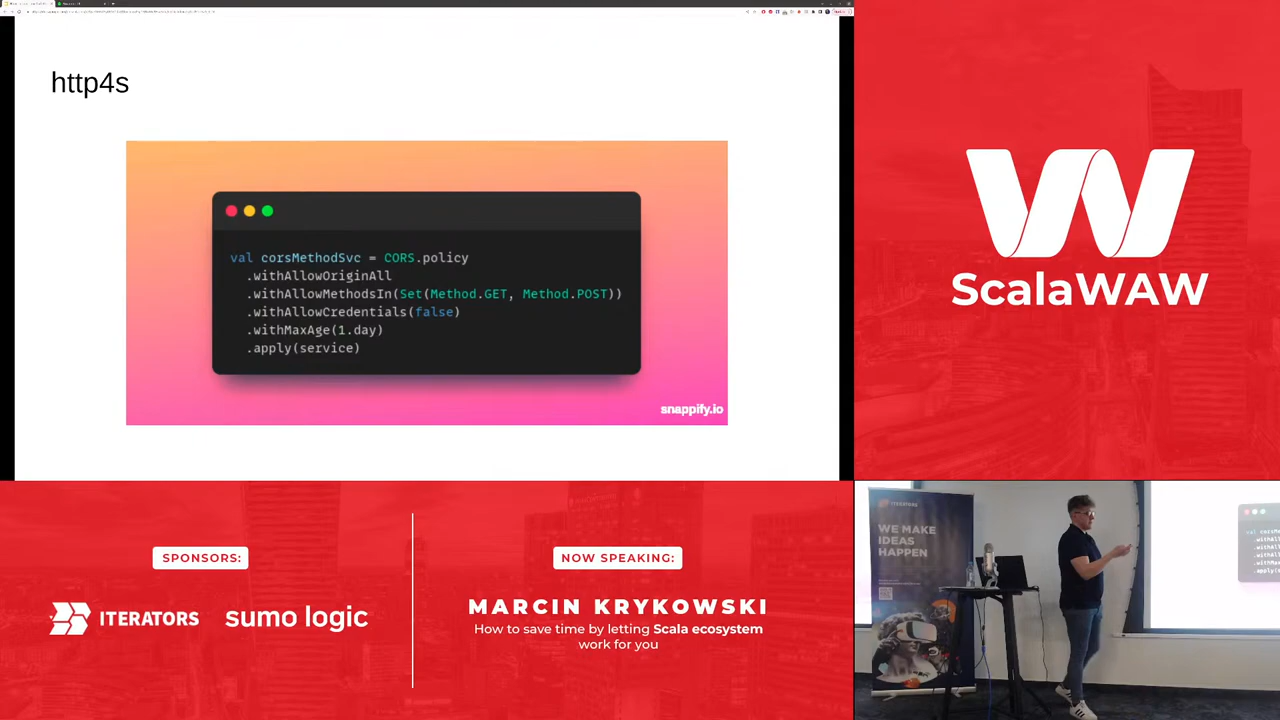 http4s
val corsMethodSvc = CORS.policy
.withAllowOriginAll
.withAllowMethodsIn(Set(Method.GET, Method.POST))
.withAllowCredentials(false)
.withMaxAge(1.day)
.apply(service)
snappify.io
ScalaWAW
SPONSORS:
ITERATORS
sumo logic
NOW SPEAKING:
MARCIN KRYKOWSKI
How to save time by letting Scala ecosystem
work for you
ITERATORS
WE MAKE
IDEAS
HAPPEN